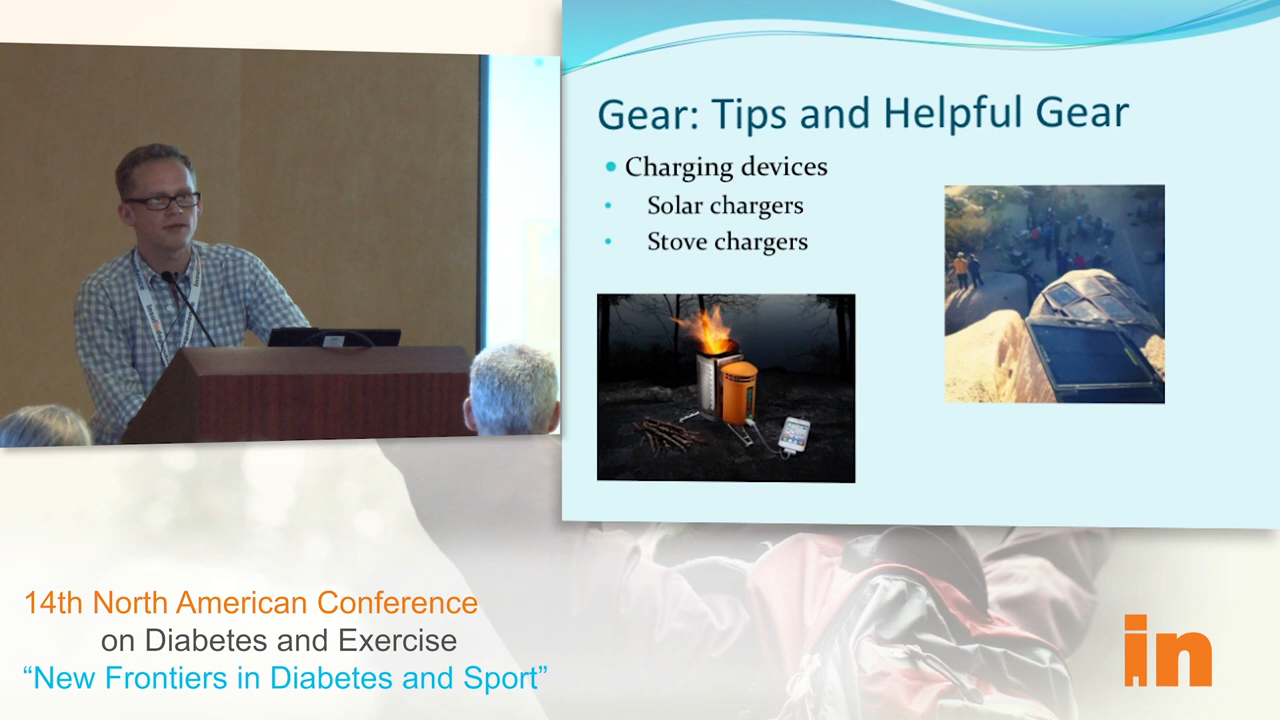 Gear: Tips and Helpful Gear
• Charging devices
• Solar chargers
• Stove chargers
14th North American Conference
on Diabetes and Exercise
“New Frontiers in Diabetes and Sport”
in